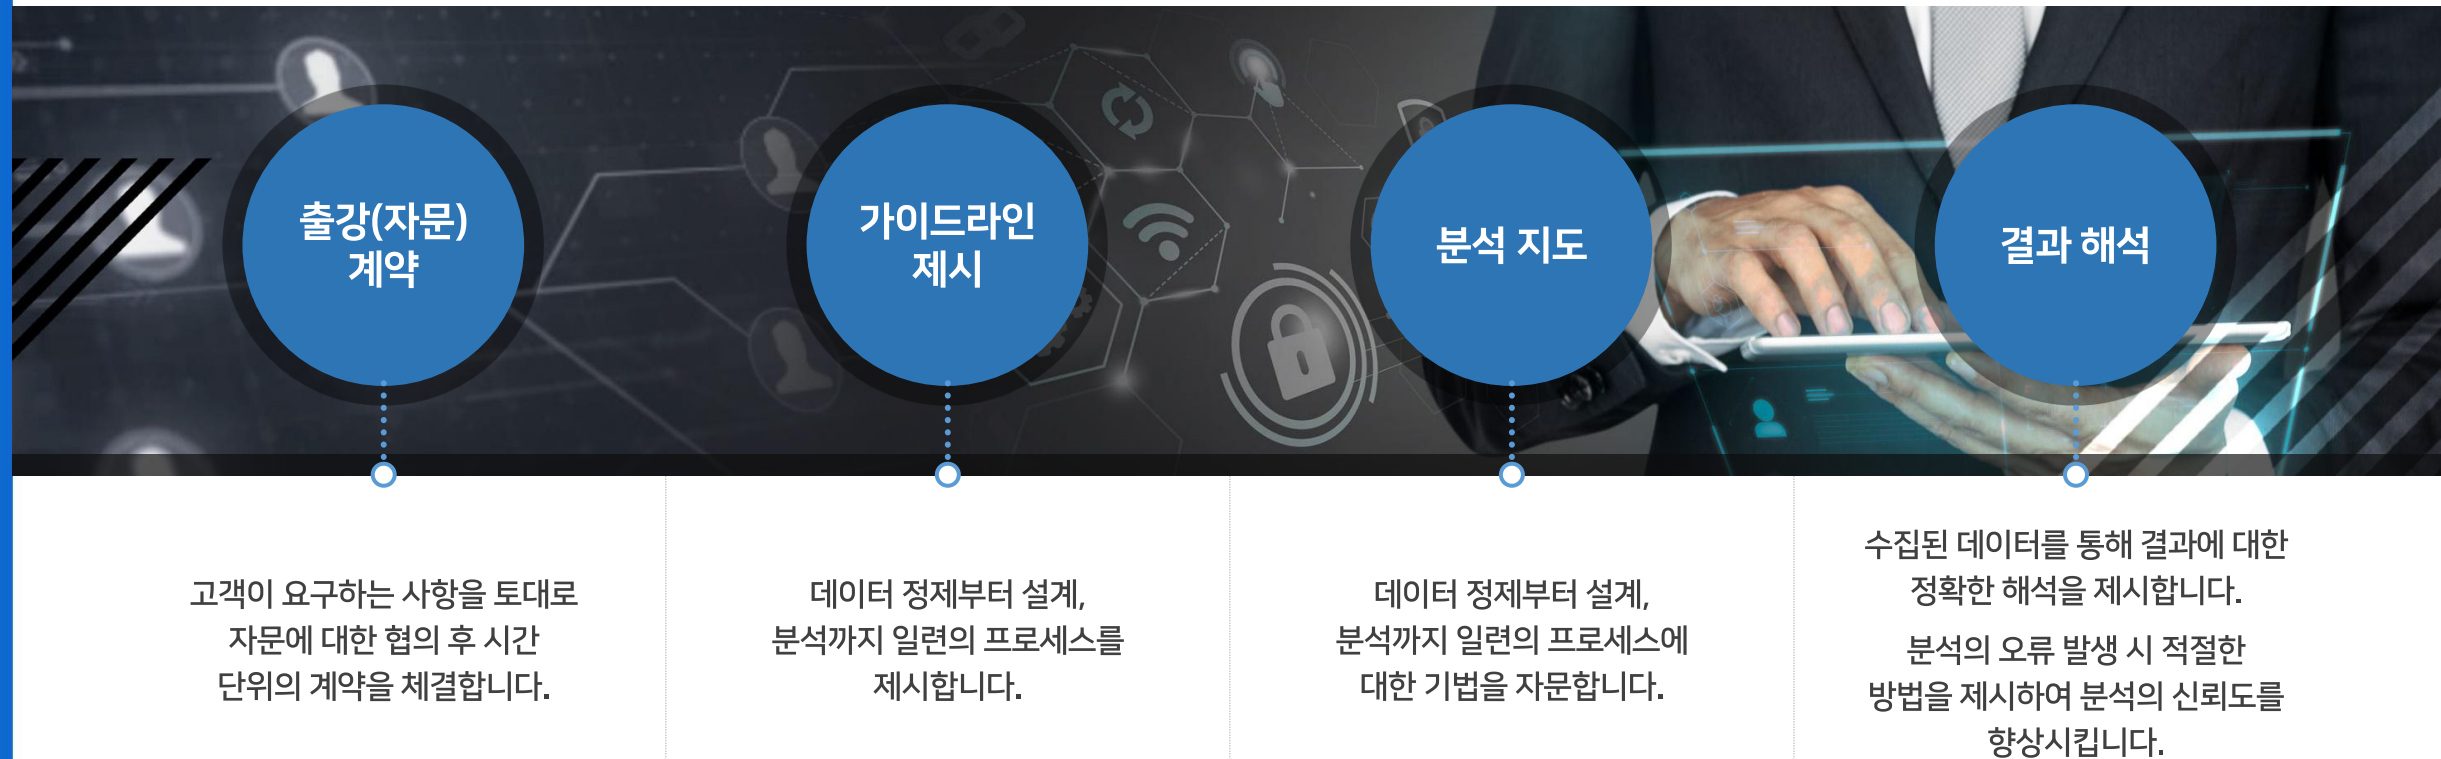 출강(자문)
계약
가이드라인
제시
분석 지도
결과 해석
고객이 요구하는 사항을 토대로
자문에 대한 협의 후 시간
단위의 계약을 체결합니다.
데이터 정제부터 설계,
분석까지 일련의 프로세스를
제시합니다.
데이터 정제부터 설계,
분석까지 일련의 프로세스에
대한 기법을 자문합니다.
수집된 데이터를 통해 결과에 대한
정확한 해석을 제시합니다.
분석의 오류 발생 시 적절한
방법을 제시하여 분석의 신뢰도를
향상시킵니다.